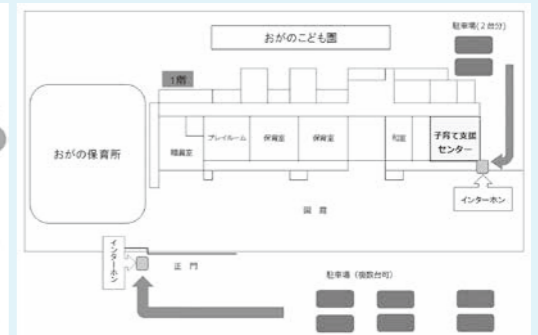 駐車場(2台分)
おがのこども園
1階
おがの保育所
職員室
プレイルーム
保育室
保育室
和室
子育て支援
センター
インターホン
園庭
インターホン
正門
駐車場(複数台可)